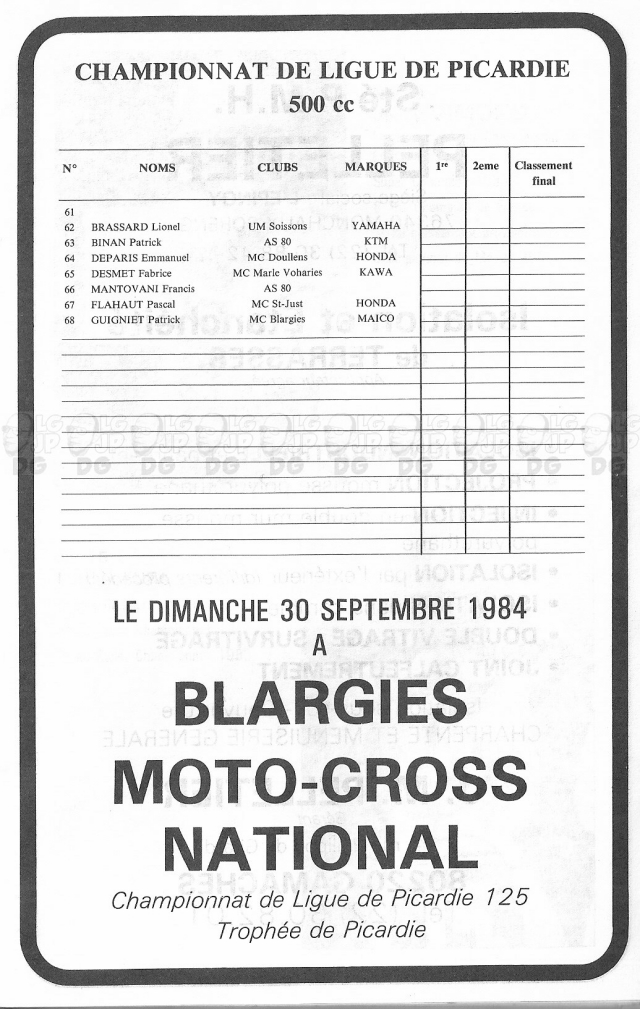 CHAMPIONNAT DE LIGUE DE PICARDIE
500 cc
N° NOMS CLUBS MARQUES 1re 2eme Classement final
61
62 BRASSARD Lionel UM Soissons YAMAHA
63 BINAN Patrick AS 80 KTM
64 DEPARIS Emmanuel MC Doullens HONDA
65 DESMET Fabrice MC Marle Voharies KAWA
66 MANTOVANI Francis AS 80
67 FLAHAUT Pascal MC St-Just HONDA
68 GUIGNIET Patrick MC Blargies MAICO
LE DIMANCHE 30 SEPTEMBRE 1984
A
BLARGIES
MOTO-CROSS
NATIONAL
Championnat de Ligue de Picardie 125
Trophée de Picardie